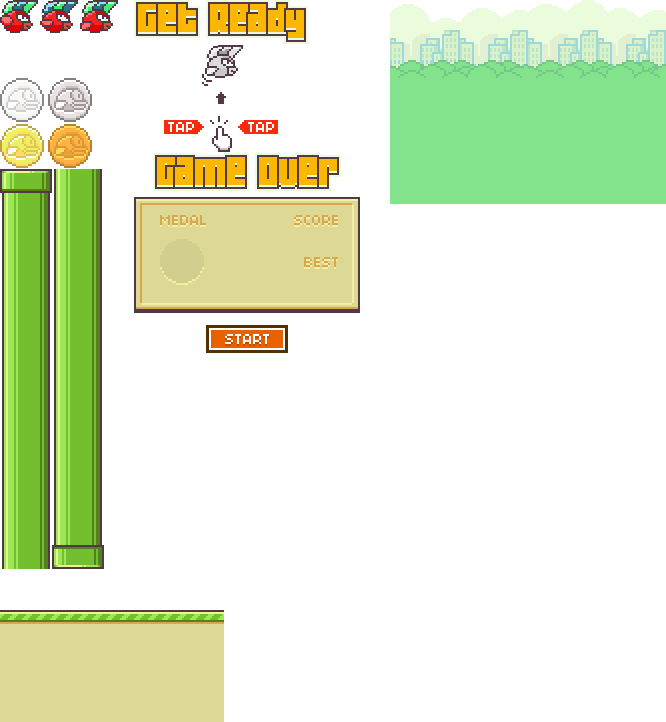 Get Ready
TAP TAP
Game Over
MEDAL SCORE
BEST
START